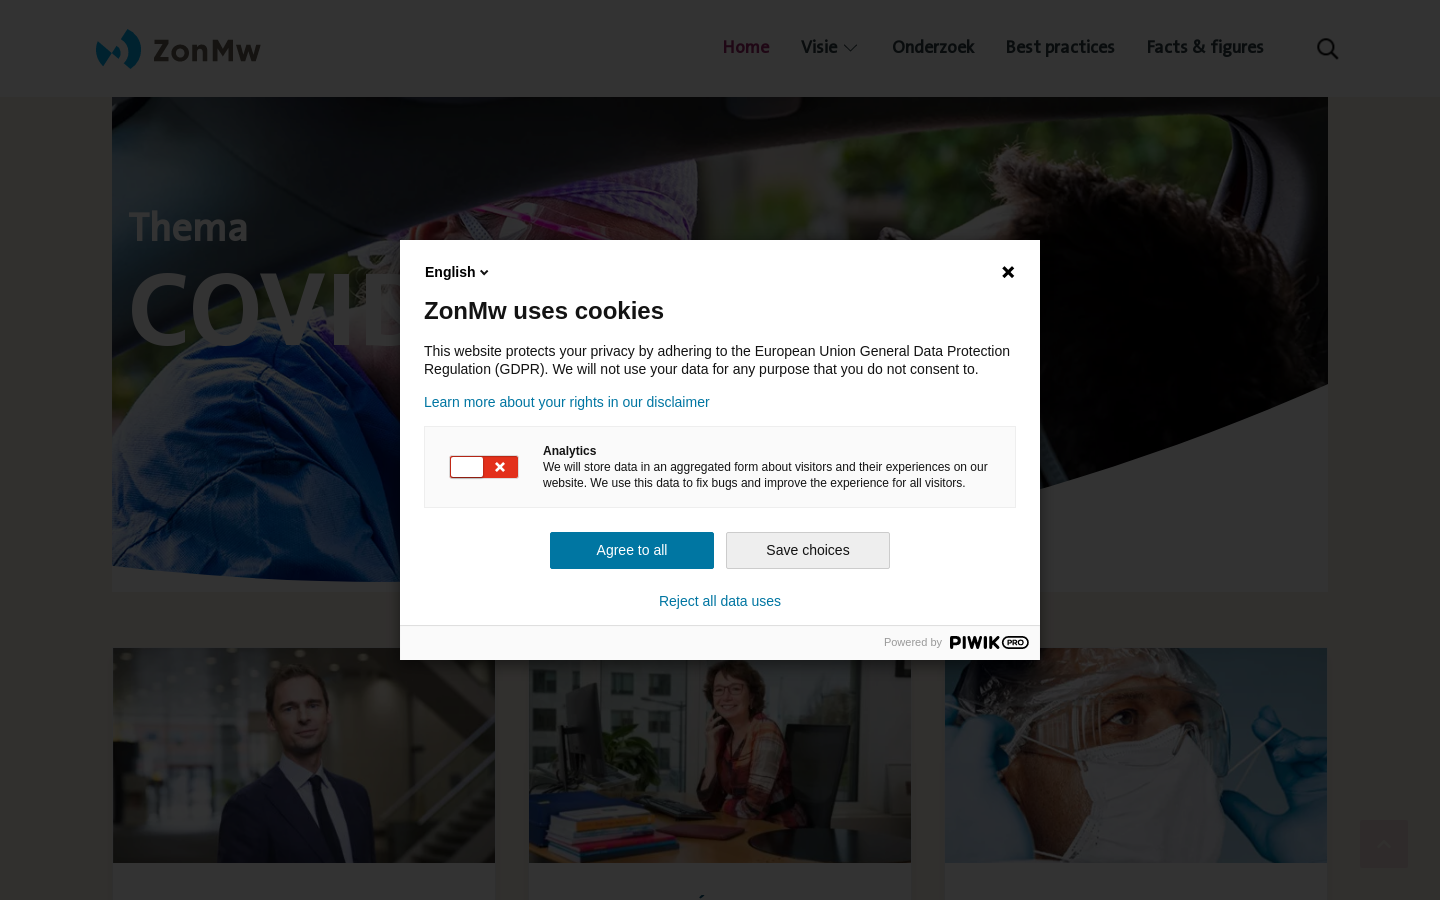 ZonMw
Home
Visie
Onderzoek
Best practices
Facts & figures
Thema
COVID
English
ZonMw uses cookies
This website protects your privacy by adhering to the European Union General Data Protection
Regulation (GDPR). We will not use your data for any purpose that you do not consent to.
Learn more about your rights in our disclaimer
Analytics
We will store data in an aggregated form about visitors and their experiences on our
website. We use this data to fix bugs and improve the experience for all visitors.
Agree to all
Save choices
Reject all data uses
Powered by PIWIK PRO